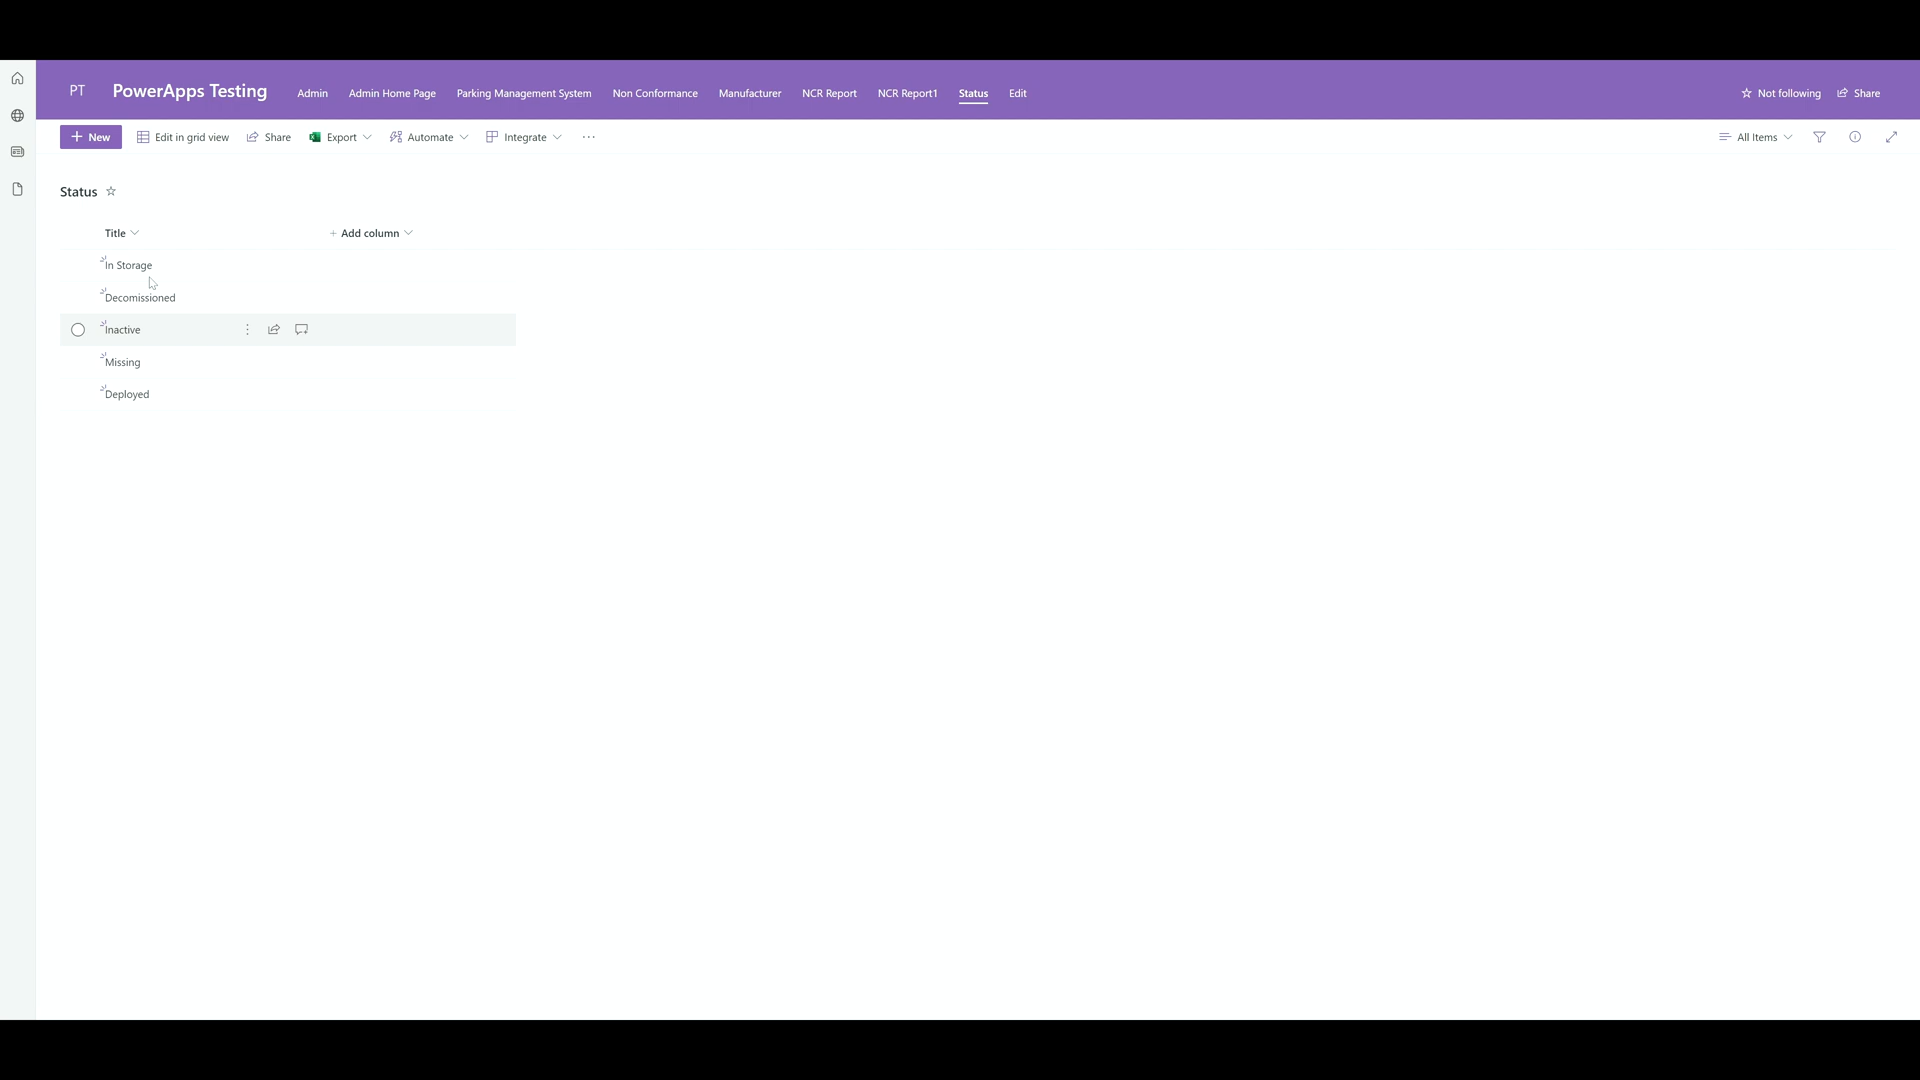 PT PowerApps Testing Admin Admin Home Page Parking Management System Non Conformance Manufacturer NCR Report NCR Report1 Status Edit Not following Share
New Edit in grid view Share Export Automate Integrate ··· All Items
Status
Title + Add column
In Storage
Decomissioned
Inactive
Missing
Deployed